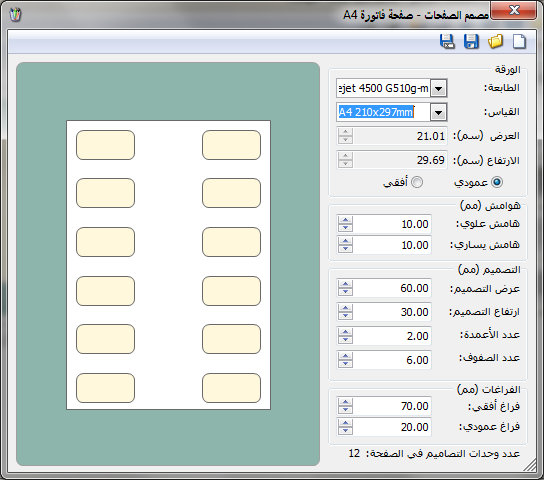 مصمم الصفحات - صفحة فاتورة A4
الورقة
الطابعة:
ejet 4500 G510g-m
القياس:
A4 210x297mm
العرض (سم):
21.01
الارتفاع (سم):
29.69
عمودي
أفقي
هوامش (مم)
هامش علوي:
10.00
هامش يساري:
10.00
التصميم (مم)
عرض التصميم:
60.00
ارتفاع التصميم:
30.00
عدد الأعمدة:
2.00
عدد الصفوف:
6.00
الفراغات (مم)
فراغ أفقي:
70.00
فراغ عمودي:
20.00
عدد وحدات التصاميم في الصفحة: 12